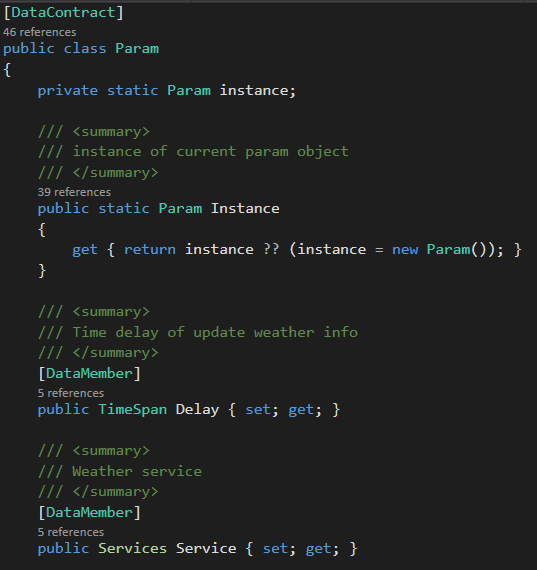 [DataContract]
46 references
public class Param
{
private static Param instance;
/// <summary>
/// instance of current param object
/// </summary>
39 references
public static Param Instance
{
get { return instance ?? (instance = new Param()); }
}
/// <summary>
/// Time delay of update weather info
/// </summary>
[DataMember]
5 references
public TimeSpan Delay { set; get; }
/// <summary>
/// Weather service
/// </summary>
[DataMember]
5 references
public Services Service { set; get; }